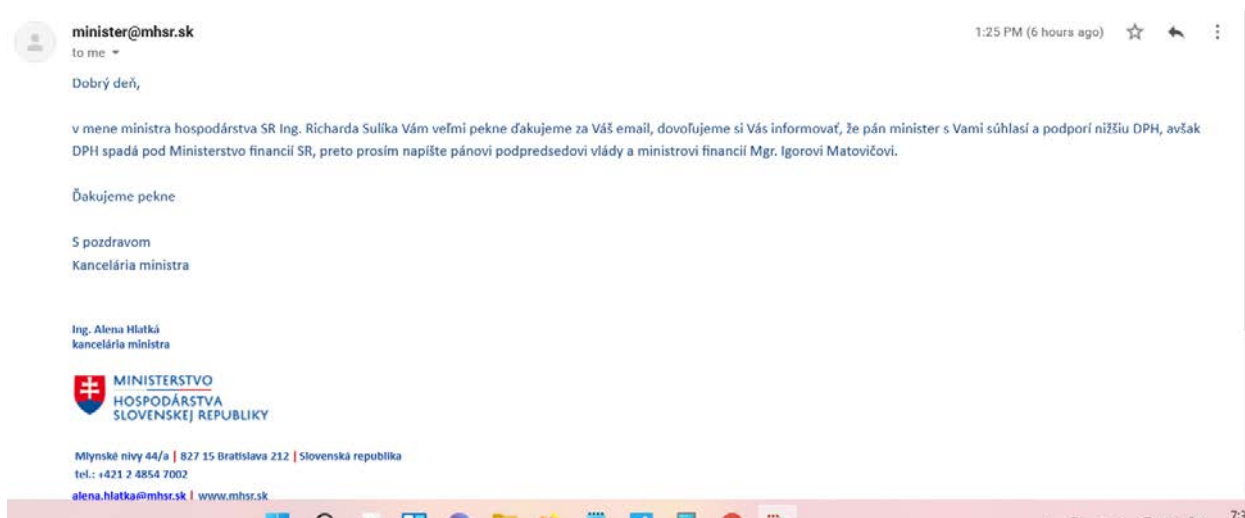 minister@mhsr.sk
1:25 PM (6 hours ago)
to me
Dobrý deň,
v mene ministra hospodárstva SR Ing. Richarda Sulíka Vám veľmi pekne ďakujeme za Váš email, dovoľujeme si Vás informovať, že pán minister s Vami súhlasí a podporí nižšiu DPH, avšak
DPH spadá pod Ministerstvo financií SR, preto prosím napíšte pánovi podpredsedovi vlády a ministrovi financií Mgr. Igorovi Matovičovi.
Ďakujeme pekne
S pozdravom
Kancelária ministra
Ing. Alena Hlatká
kancelária ministra
MINISTERSTVO
HOSPODÁRSTVA
SLOVENSKEJ REPUBLIKY
Mlynské nivy 44/a | 827 15 Bratislava 212 | Slovenská republika
tel.: +421 2 4854 7002
alena.hlatka@mhsr.sk | www.mhsr.sk